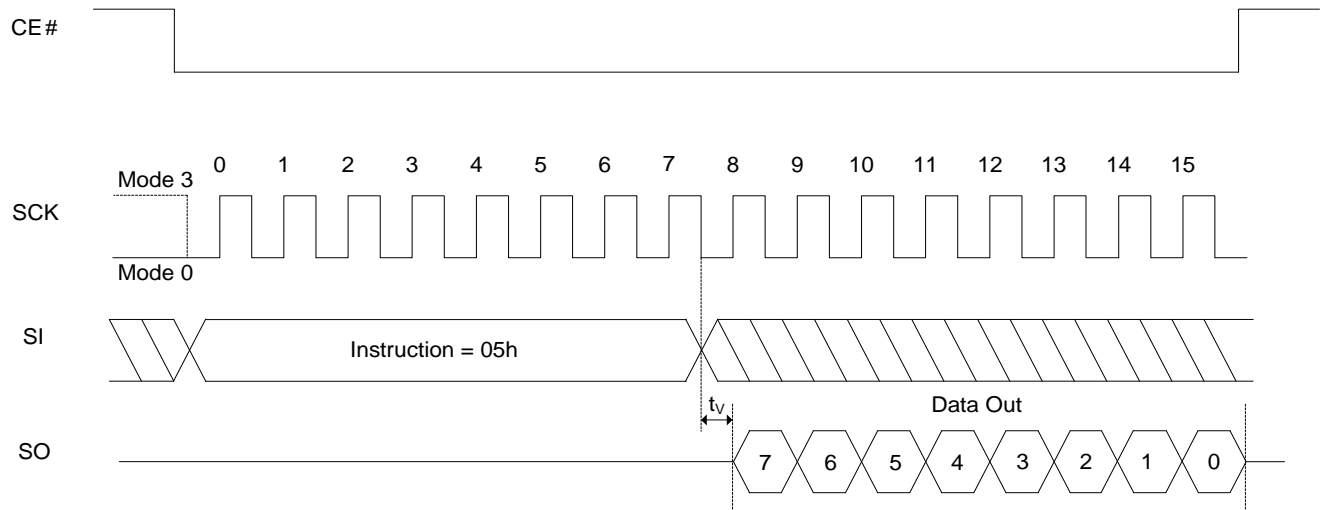 CE#
0 1 2 3 4 5 6 7 8 9 10 11 12 13 14 15
Mode 3
SCK
Mode 0
SI
Instruction = 05h
tV
Data Out
SO
7 6 5 4 3 2 1 0